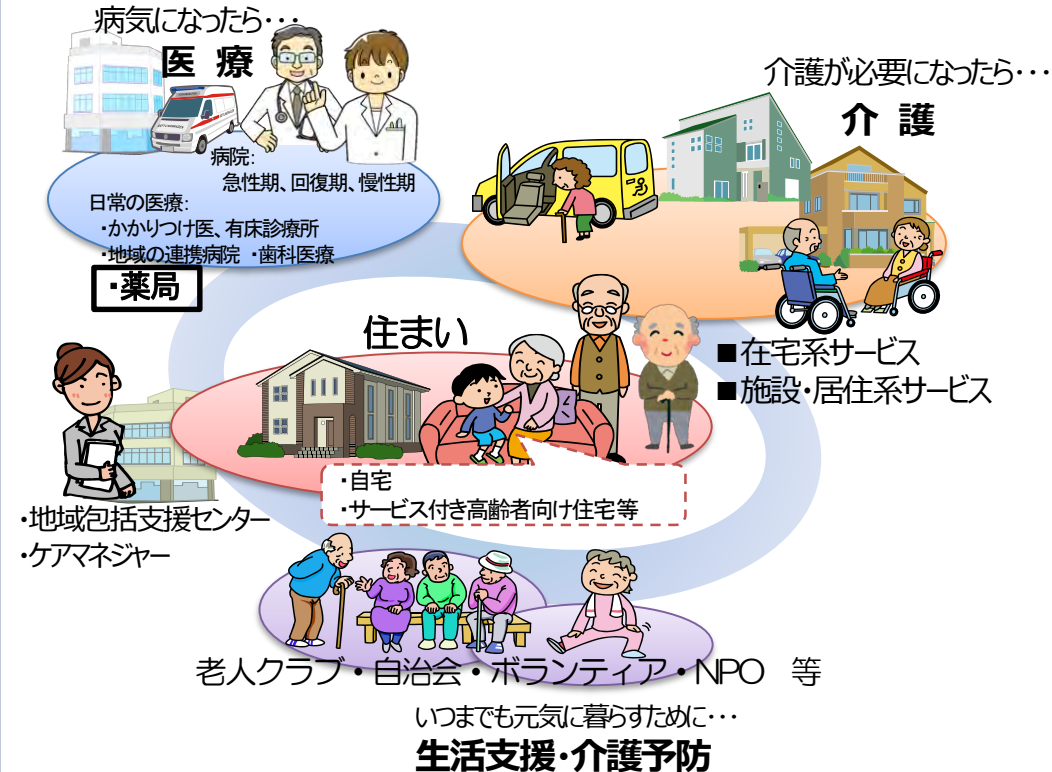 病気になったら･･･
医 療
病院:
急性期、回復期、慢性期
日常の医療:
・かかりつけ医、有床診療所
・地域の連携病院 ・歯科医療
・薬局
介護が必要になったら･･･
介 護
■在宅系サービス
■施設・居住系サービス
住まい
・自宅
・サービス付き高齢者向け住宅等
・地域包括支援センター
・ケアマネジャー
老人クラブ・自治会・ボランティア・NPO 等
いつまでも元気に暮らすために･･･
生活支援・介護予防